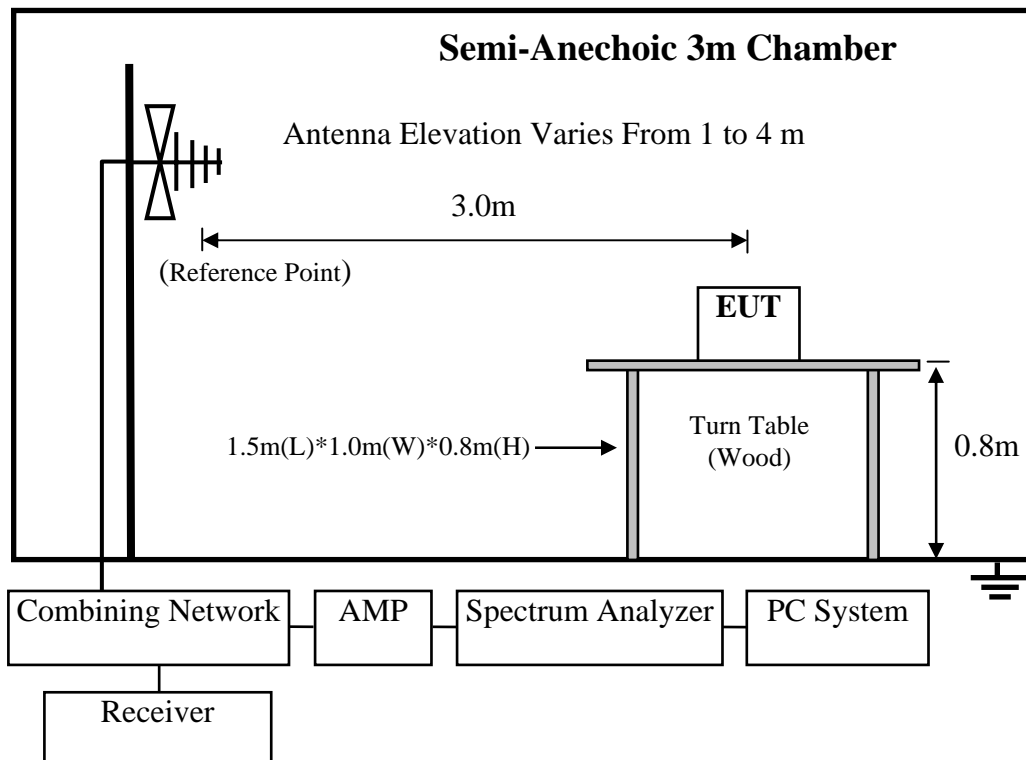 Semi-Anechoic 3m Chamber
Antenna Elevation Varies From 1 to 4 m
3.0m
(Reference Point)
EUT
1.5m(L)*1.0m(W)*0.8m(H)
Turn Table
(Wood)
0.8m
Combining Network
AMP
Spectrum Analyzer
PC System
Receiver